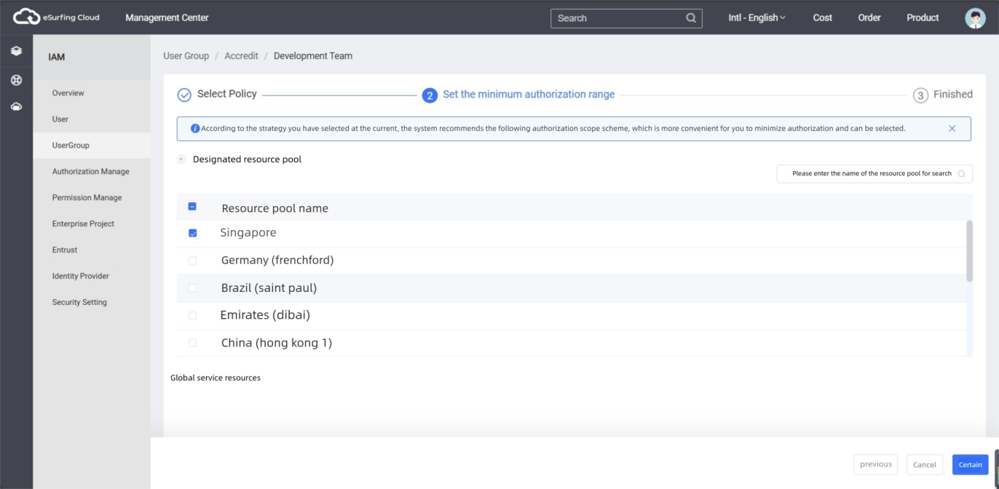 eSurfing Cloud Management Center Search Intl - English Cost Order Product
IAM
Overview
User
UserGroup
Authorization Manage
Permission Manage
Enterprise Project
Entrust
Identity Provider
Security Setting
User Group / Accredit / Development Team
Select Policy 2 Set the minimum authorization range 3 Finished
According to the strategy you have selected at the current, the system recommends the following authorization scope scheme, which is more convenient for you to minimize authorization and can be selected.
Designated resource pool
Please enter the name of the resource pool for search
Resource pool name
Singapore
Germany (frenchford)
Brazil (saint paul)
Emirates (dibai)
China (hong kong 1)
Global service resources
previous Cancel Certain